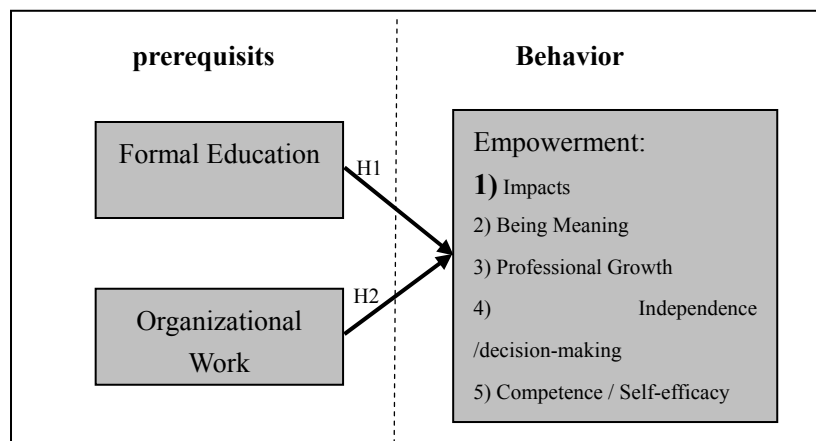 prerequisits
Behavior
Formal Education
H1
H2
Organizational
Work
Empowerment:
1) Impacts
2) Being Meaning
3) Professional Growth
4) Independence
/decision-making
5) Competence / Self-efficacy